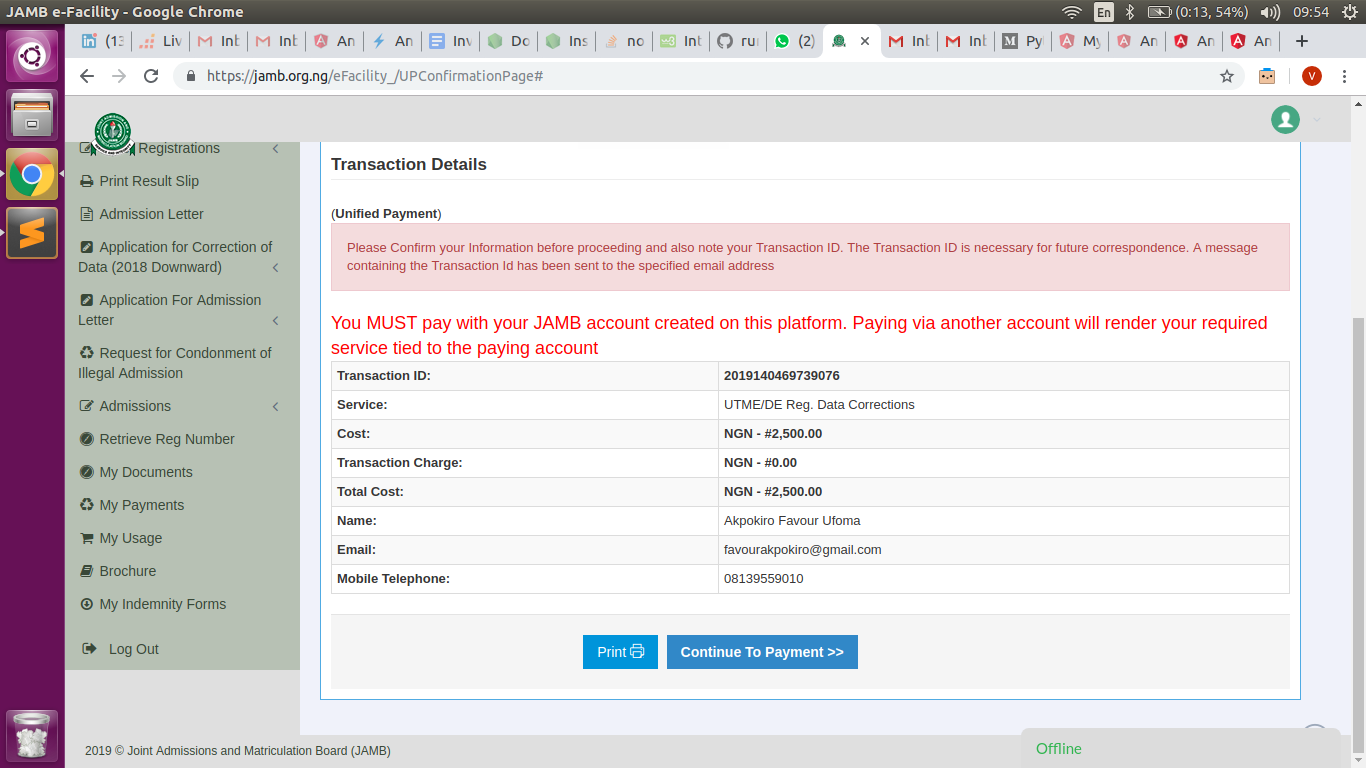 JAMB e-Facility - Google Chrome
En
(0:13, 54%)
09:54
(13
Liv
Int
Int
An
An
Inv
Do
Ins
no
Int
ru
(2)
Int
Int
Py
My
An
An
An
https://jamb.org.ng/eFacility_/UPConfirmationPage#
V
Registrations
Print Result Slip
Admission Letter
Application for Correction of
Data (2018 Downward)
Application For Admission
Letter
Request for Condonment of
Illegal Admission
Admissions
Retrieve Reg Number
My Documents
My Payments
My Usage
Brochure
My Indemnity Forms
Log Out
Transaction Details
(Unified Payment)
Please Confirm your Information before proceeding and also note your Transaction ID. The Transaction ID is necessary for future correspondence. A message
containing the Transaction Id has been sent to the specified email address
You MUST pay with your JAMB account created on this platform. Paying via another account will render your required
service tied to the paying account
Transaction ID: 2019140469739076
Service: UTME/DE Reg. Data Corrections
Cost: NGN - #2,500.00
Transaction Charge: NGN - #0.00
Total Cost: NGN - #2,500.00
Name: Akpokiro Favour Ufoma
Email: favourakpokiro@gmail.com
Mobile Telephone: 08139559010
Print
Continue To Payment >>
2019 © Joint Admissions and Matriculation Board (JAMB)
Offline